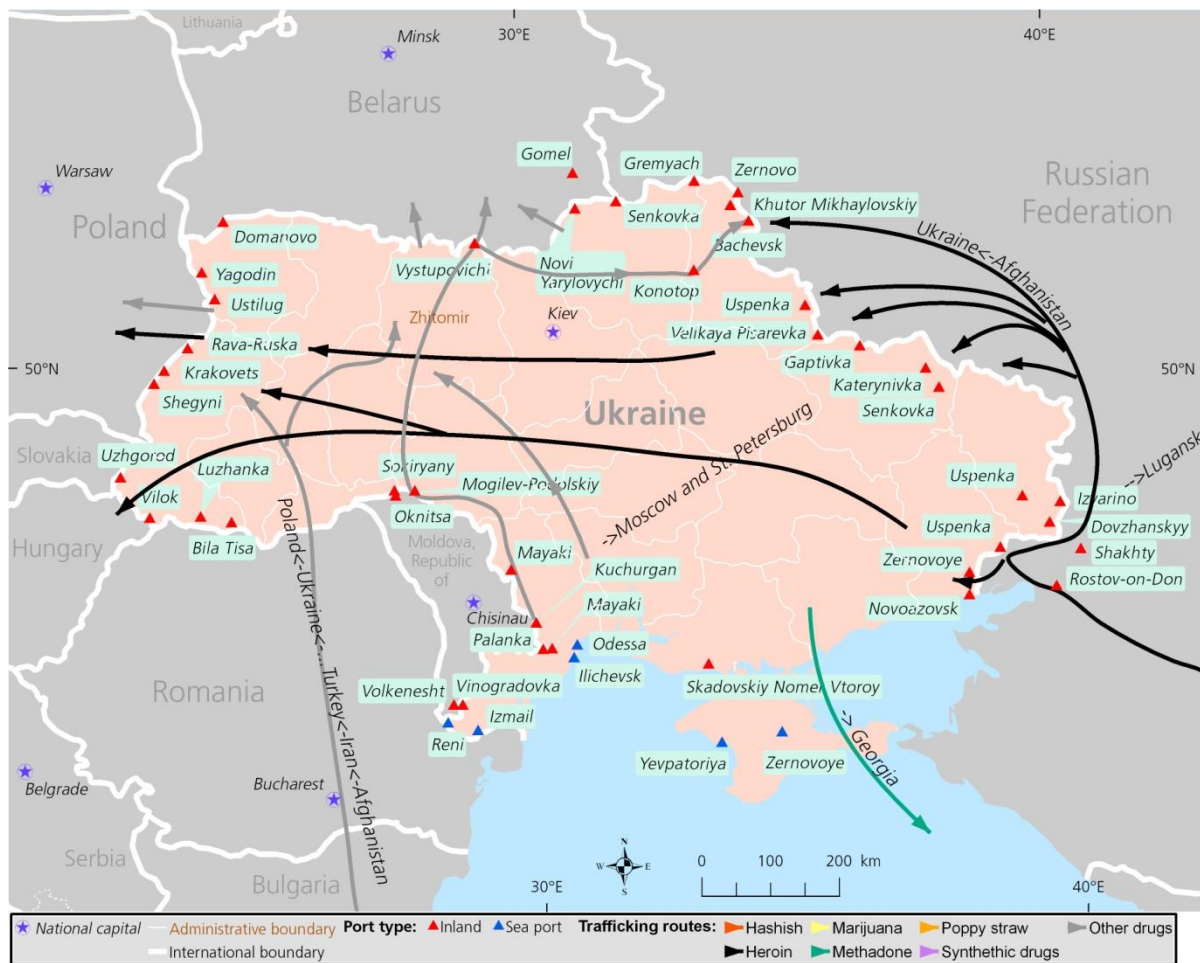 Lithuania
30°E
40°E
Minsk
Belarus
Warsaw
Gomel
Gremyach
Zernovo
Russian
Federation
Poland
Senkovka
Khutor Mikhaylovskiy
Domanovo
Bachevsk
Ukraine<-Afghanistan
Vystupovichi
Novi
Yarylovychi
Konotop
Yagodin
Ustilug
Uspenka
Zhitomir
Kiev
Velikaya Pisarevka
Rava-Ruska
50°N
50°N
Gaptivka
Krakovets
Katerynivka
Shegyni
Senkovka
Ukraine
Slovakia
Uzhgorod
Luzhanka
Sokiryany
Mogilev-Podolskiy
->Moscow and St. Petersburg
->Lugansk
Uspenka
Izvarino
Vilok
Oknitsa
Uspenka
Dovzhanskyy
Hungary
Bila Tisa
Moldova,
Republic
of
Mayaki
Kuchurgan
Zernovoye
Shakhty
Rostov-on-Don
Novoazovsk
Poland<-Ukraine<-... Turkey<-Iran<-Afghanistan
Chisinau
Mayaki
Palanka
Odessa
Ilichevsk
Romania
Volkenesht
Vinogradovka
Skadovskiy Nomer Vtoroy
Izmail
Reni
-> Georgia
Yevpatoriya
Zernovoye
Belgrade
Bucharest
Serbia
Bulgaria
N
W E
S
0 100 200 km
30°E
40°E
National capital Administrative boundary Port type: Inland Sea port Trafficking routes: Hashish Marijuana Poppy straw Other drugs
International boundary Heroin Methadone Synthethic drugs